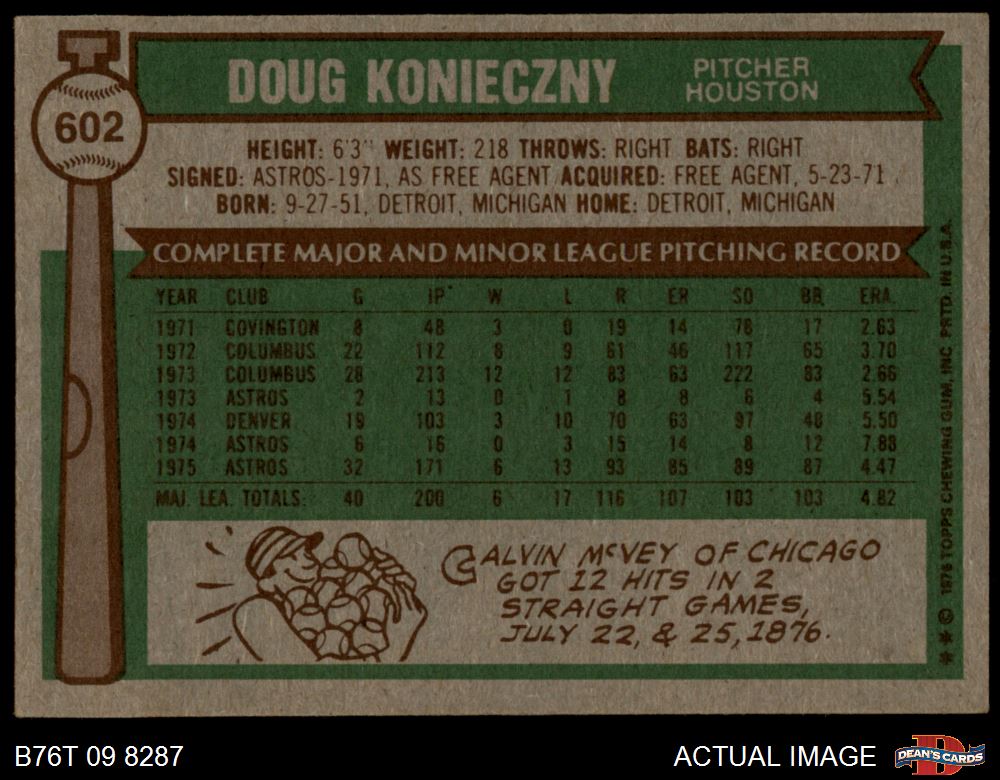 602
DOUG KONIECZNY
PITCHER
HOUSTON
HEIGHT: 6'3" WEIGHT: 218 THROWS: RIGHT BATS: RIGHT
SIGNED: ASTROS-1971, AS FREE AGENT ACQUIRED: FREE AGENT, 5-23-71
BORN: 9-27-51, DETROIT, MICHIGAN HOME: DETROIT, MICHIGAN
COMPLETE MAJOR AND MINOR LEAGUE PITCHING RECORD
YEAR CLUB G IP W L R ER SO BB ERA
1971 COVINGTON 8 48 3 0 19 14 76 17 2.63
1972 COLUMBUS 22 112 8 9 61 46 117 65 3.70
1973 COLUMBUS 28 213 12 12 83 63 222 83 2.66
1973 ASTROS 2 13 0 1 8 8 6 4 5.54
1974 DENVER 19 103 3 10 70 63 97 48 5.50
1974 ASTROS 6 16 0 3 15 14 8 12 7.88
1975 ASTROS 32 171 6 13 93 85 89 87 4.47
MAJ. LEA. TOTALS: 40 200 6 17 116 107 103 103 4.82
CALVIN McVEY OF CHICAGO
GOT 12 HITS IN 2
STRAIGHT GAMES,
JULY 22, & 25, 1876.
** © 1976 TOPPS CHEWING GUM, INC. PRTD. IN U.S.A.
B76T 09 8287
ACTUAL IMAGE
DEAN'S CARDS